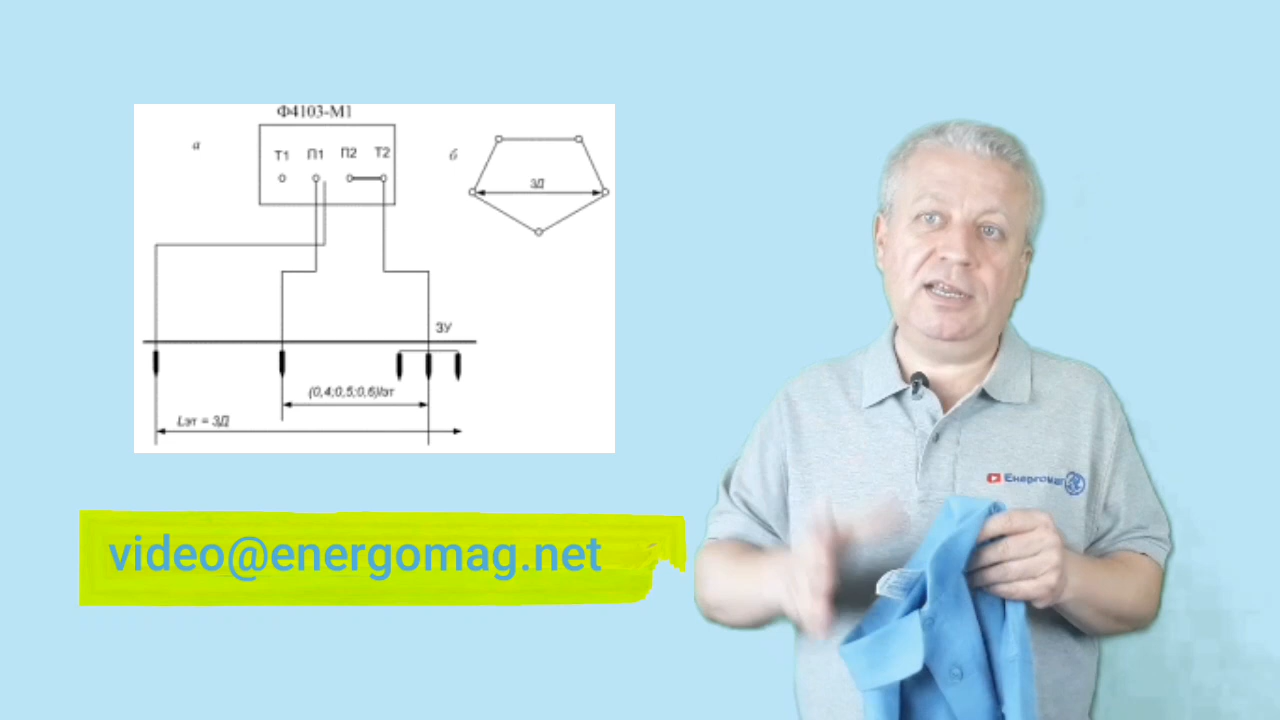 Ф4103-М1
а
Т1 П1 П2 Т2
б
3Д
ЗУ
(0,4;0,5;0,6)lэт
Lэт = 3Д
video@energomag.net
Енергомаг